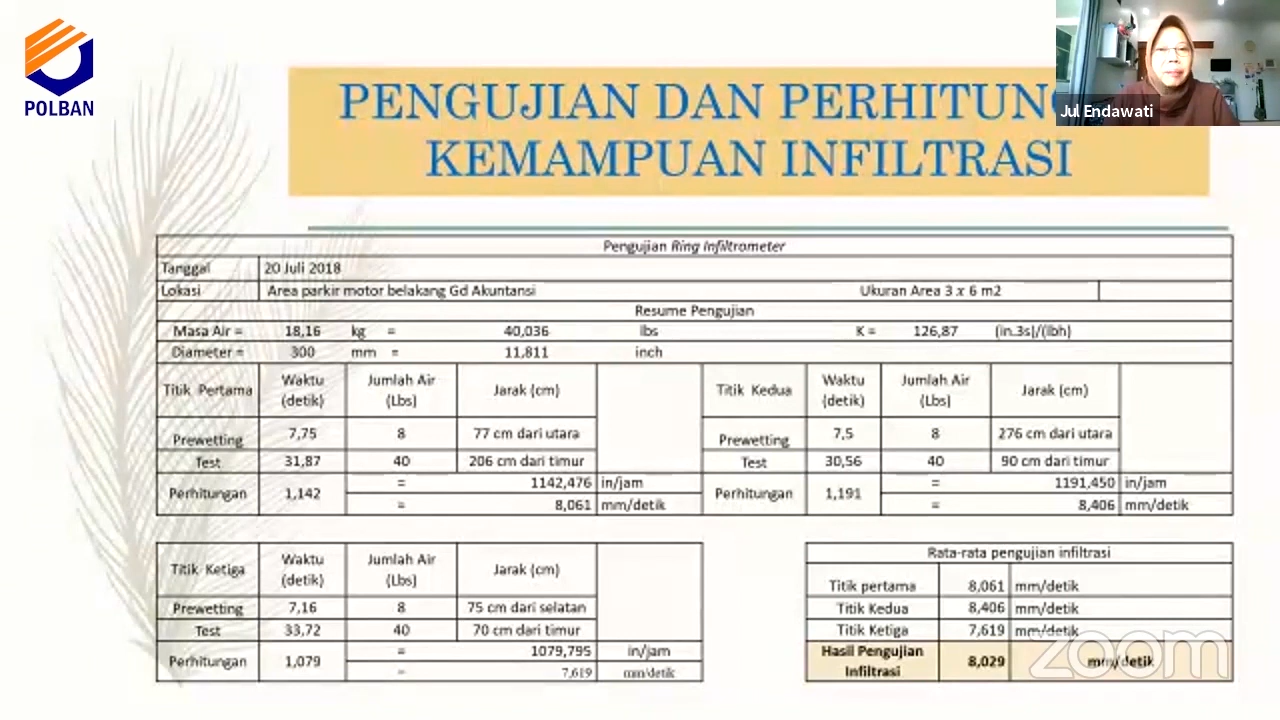 POLBAN
Jul Endawati
PENGUJIAN DAN PERHITUN
KEMAMPUAN INFILTRASI
Pengujian Ring Infiltrometer
Tanggal 20 Juli 2018
Lokasi Area parkir motor belakang Gd Akuntansi Ukuran Area 3 x 6 m2
Resume Pengujian
Masa Air = 18,16 kg = 40,036 lbs K = 126,87 (in.3s)/(lbh)
Diameter = 300 mm = 11,811 inch
Titik Pertama Waktu (detik) Jumlah Air (Lbs) Jarak (cm) Titik Kedua Waktu (detik) Jumlah Air (Lbs) Jarak (cm)
Prewetting 7,75 8 77 cm dari utara Prewetting 7,5 8 276 cm dari utara
Test 31,87 40 206 cm dari timur Test 30,56 40 90 cm dari timur
Perhitungan 1,142 = 1142,476 in/jam Perhitungan 1,191 = 1191,450 in/jam
= 8,061 mm/detik = 8,406 mm/detik
Titik Ketiga Waktu (detik) Jumlah Air (Lbs) Jarak (cm)
Prewetting 7,16 8 75 cm dari selatan
Test 33,72 40 70 cm dari timur
Perhitungan 1,079 = 1079,795 in/jam
= 7,619 mm/detik
Rata-rata pengujian infiltrasi
Titik pertama 8,061 mm/detik
Titik Kedua 8,406 mm/detik
Titik Ketiga 7,619 mm/detik
Hasil Pengujian Infiltrasi 8,029 mm/detik
zoom